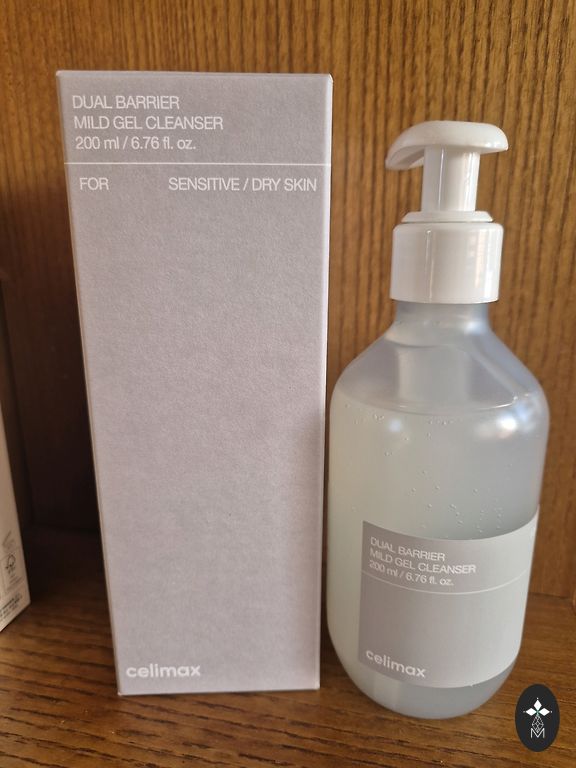 DUAL BARRIER
MILD GEL CLEANSER
200 ml / 6.76 fl. oz.
FOR SENSITIVE / DRY SKIN
celimax
DUAL BARRIER
MILD GEL CLEANSER
200 ml / 6.76 fl. oz.
celimax
M